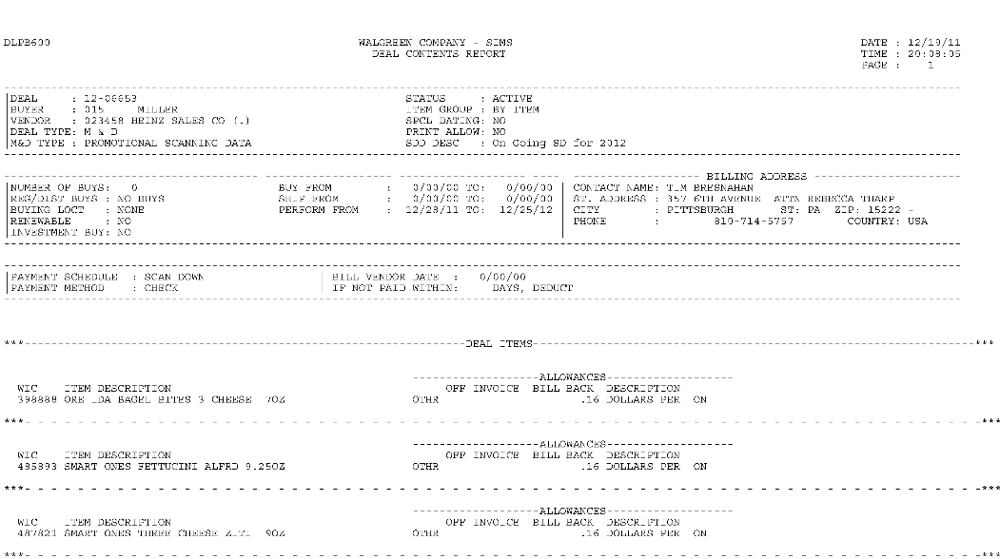 DLPB600 WALGREEN COMPANY - SIMS DATE : 12/19/11
DEAL CONTENTS REPORT TIME : 20:08:05
PAGE : 1
DEAL : 12-06653 STATUS : ACTIVE
BUYER : 015 MILLER ITEM GROUP : BY ITEM
VENDOR : 023458 HEINZ SALES CO (.) SPCL DATING: NO
DEAL TYPE: M & D PRINT ALLOW: NO
M&D TYPE : PROMOTIONAL SCANNING DATA SDD DESC : On Going SD for 2012
BILLING ADDRESS
NUMBER OF BUYS: 0 BUY FROM : 0/00/00 TO: 0/00/00 CONTACT NAME: TIM BRESNAHAN
REG/DIST BUYS : NO BUYS SHIP FROM : 0/00/00 TO: 0/00/00 ST. ADDRESS : 357 6TH AVENUE ATTN REBECCA THARP
BUYING LOCT : NONE PERFORM FROM : 12/28/11 TO: 12/25/12 CITY : PITTSBURGH ST: PA ZIP: 15222 -
RENEWABLE : NO PHONE : 810-714-5757 COUNTRY: USA
INVESTMENT BUY: NO
PAYMENT SCHEDULE : SCAN DOWN BILL VENDOR DATE : 0/00/00
PAYMENT METHOD : CHECK IF NOT PAID WITHIN: DAYS, DEDUCT
***DEAL ITEMS***
ALLOWANCES
WIC ITEM DESCRIPTION OFF INVOICE BILL BACK DESCRIPTION
398888 ORE IDA BAGEL BITES 3 CHEESE 7OZ OTHR .16 DOLLARS PER ON
*** ***
ALLOWANCES
WIC ITEM DESCRIPTION OFF INVOICE BILL BACK DESCRIPTION
485893 SMART ONES FETTUCINI ALFRD 9.25OZ OTHR .16 DOLLARS PER ON
*** ***
ALLOWANCES
WIC ITEM DESCRIPTION OFF INVOICE BILL BACK DESCRIPTION
487821 SMART ONES THREE CHEESE ZITI 9OZ OTHR .16 DOLLARS PER ON
*** ***